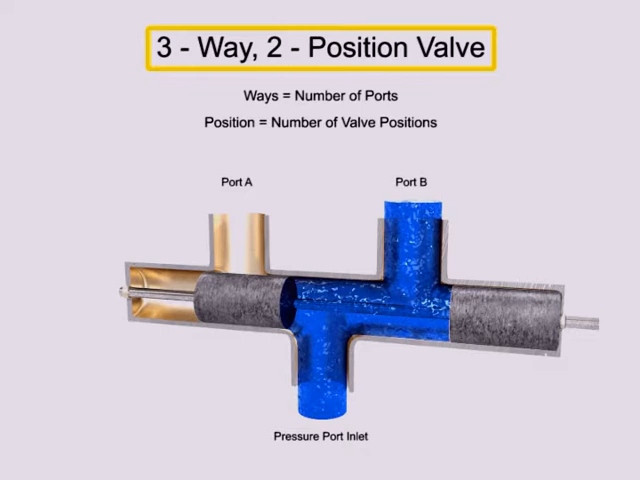 3 - Way, 2 - Position Valve
Ways = Number of Ports
Position = Number of Valve Positions
Port A
Port B
Pressure Port Inlet